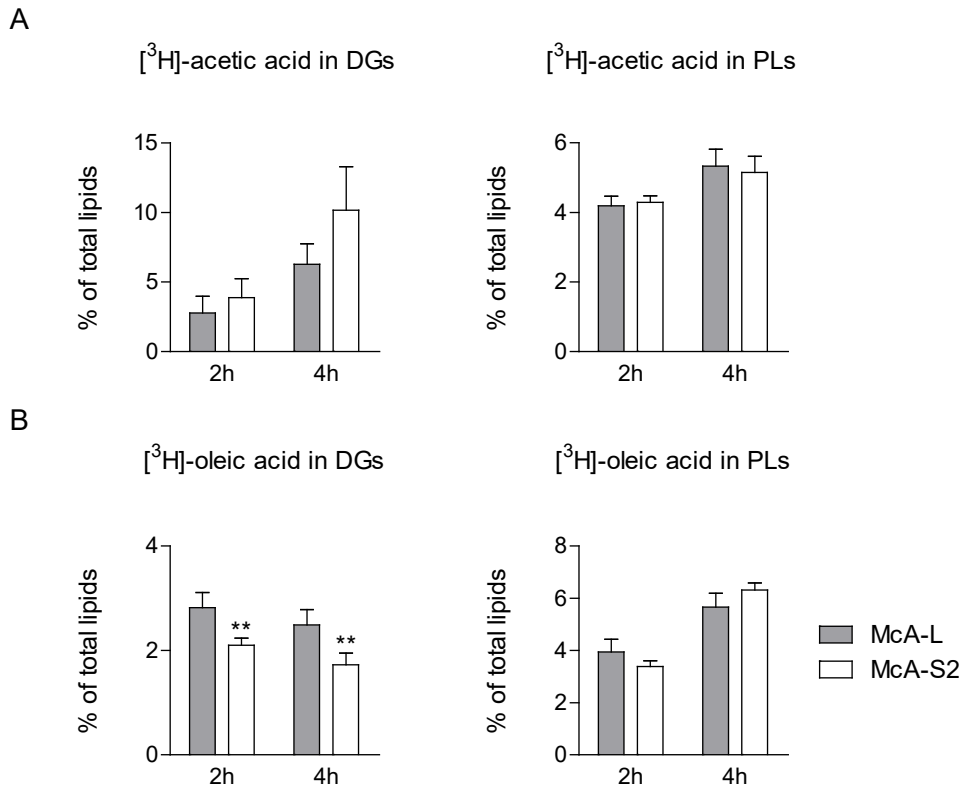 A
[³H]-acetic acid in DGs
[³H]-acetic acid in PLs
% of total lipids
15
10
5
0
2h
4h
% of total lipids
6
4
2
0
2h
4h
B
[³H]-oleic acid in DGs
[³H]-oleic acid in PLs
% of total lipids
4
2
0
**
**
2h
4h
% of total lipids
8
6
4
2
0
2h
4h
McA-L
McA-S2